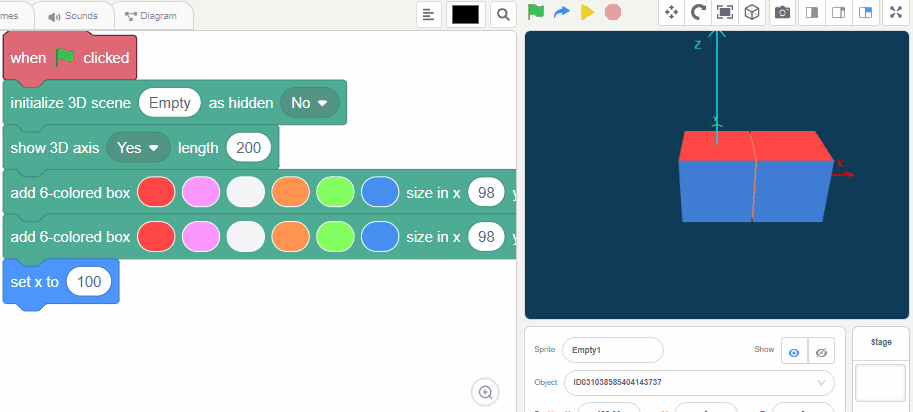 mes Sounds Diagram
when clicked
initialize 3D scene Empty as hidden No
show 3D axis Yes length 200
add 6-colored box size in x 98 y
add 6-colored box size in x 98 y
set x to 100
Z
Y
X
Sprite Empty1 Show
Object ID031038985404143737
Stage